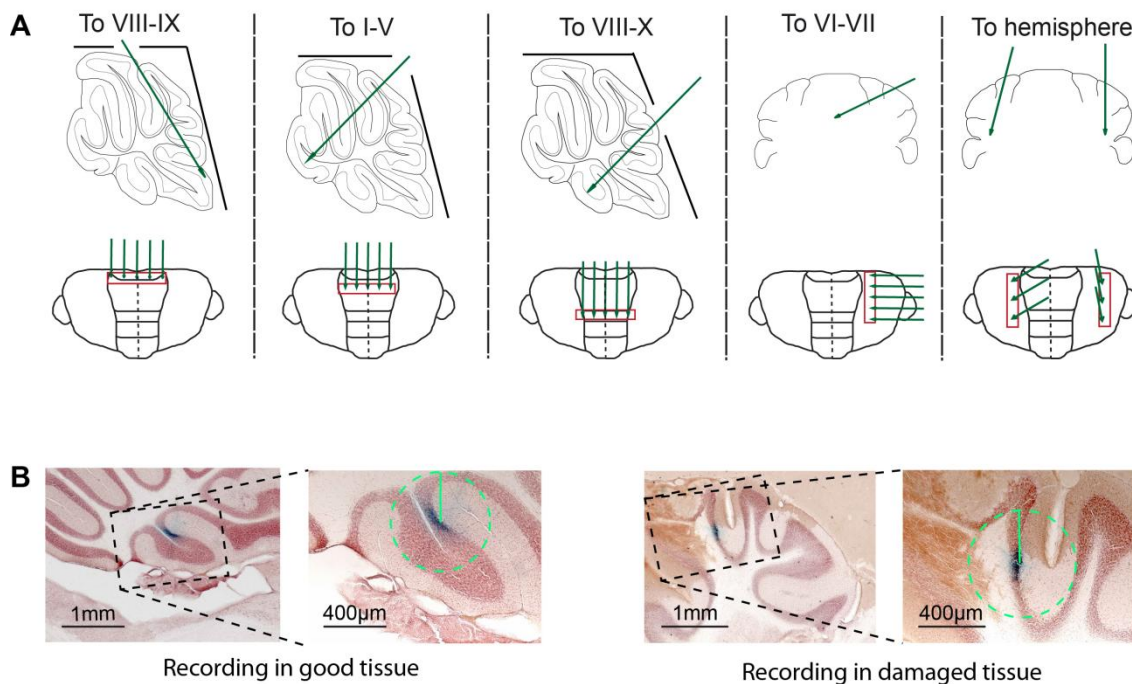 A
To VIII-IX
To I-V
To VIII-X
To VI-VII
To hemisphere
B
1mm
400µm
1mm
400µm
Recording in good tissue
Recording in damaged tissue